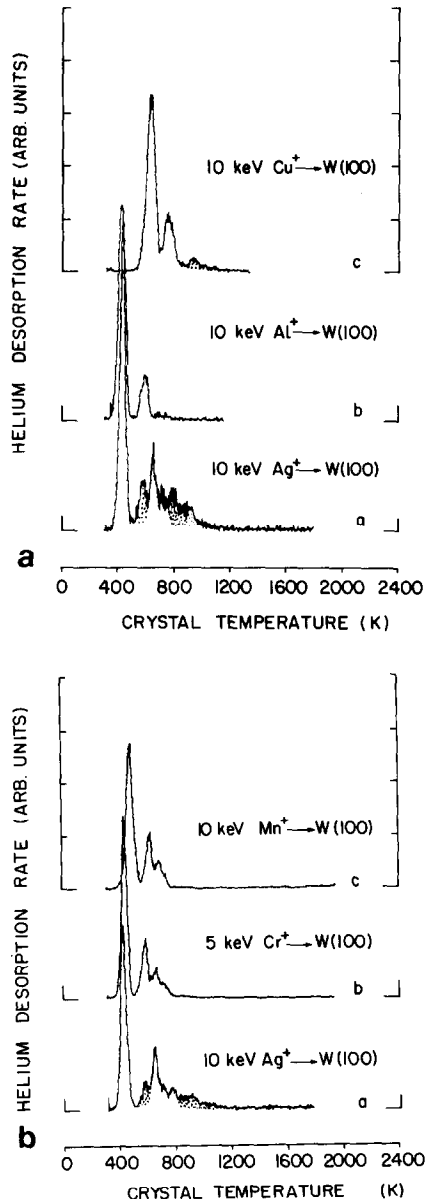 HELIUM DESORPTION RATE (ARB. UNITS)
10 keV Cu⁺→W(100)
c
10 keV Al⁺→W(100)
b
10 keV Ag⁺→W(100)
a
a
0 400 800 1200 1600 2000 2400
CRYSTAL TEMPERATURE (K)
HELIUM DESORPTION RATE (ARB. UNITS)
10 keV Mn⁺→W(100)
c
5 keV Cr⁺→W(100)
b
10 keV Ag⁺→W(100)
a
b
0 400 800 1200 1600 2000 2400
CRYSTAL TEMPERATURE (K)